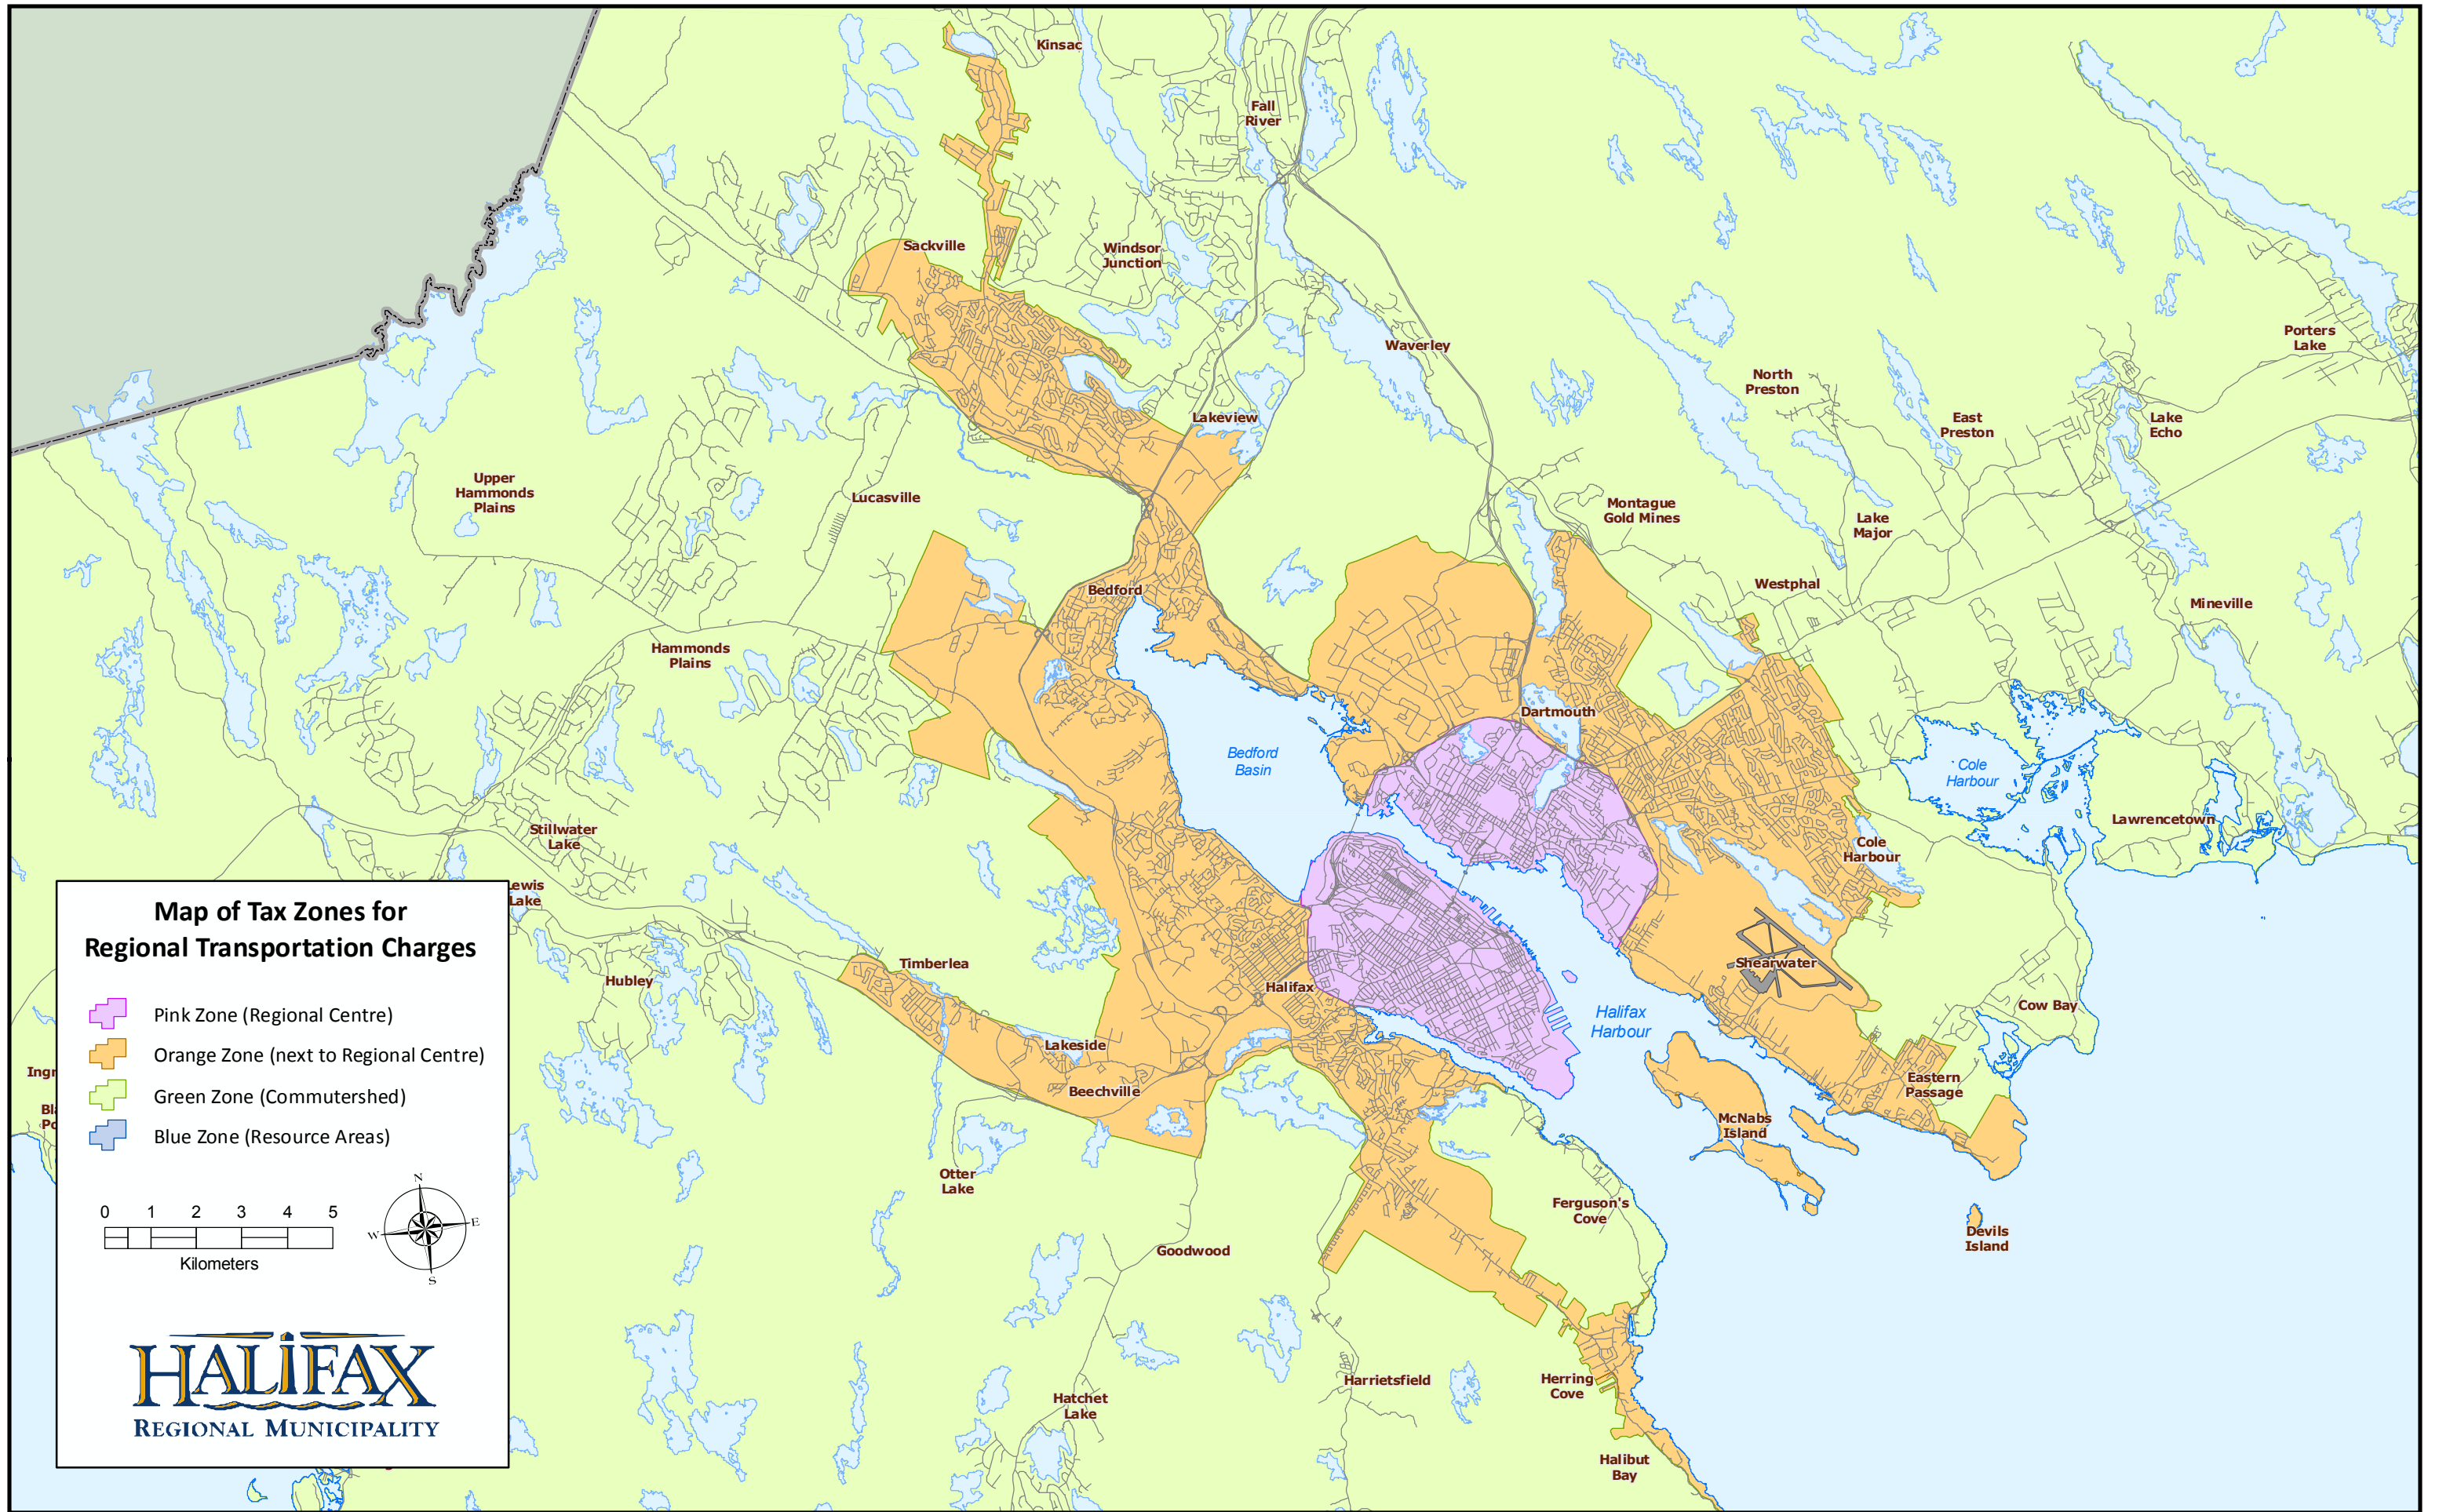 Kinsac
Fall
River
Sackville
Windsor
Junction
Waverley
Porters
Lake
North
Preston
East
Preston
Lake
Echo
Lakeview
Upper
Hammonds
Plains
Lucasville
Montague
Gold Mines
Lake
Major
Bedford
Westphal
Mineville
Hammonds
Plains
Dartmouth
Bedford
Basin
Cole
Harbour
Lawrencetown
Stillwater
Lake
Cole
Harbour
ewis
Lake
Timberlea
Shearwater
Hubley
Halifax
Cow Bay
Halifax
Harbour
Lakeside
Ingr
Beechville
Eastern
Passage
Bla
Po
McNabs
Island
Otter
Lake
Ferguson's
Cove
Devils
Island
Goodwood
Harrietsfield
Herring
Cove
Hatchet
Lake
Halibut
Bay
Map of Tax Zones for
Regional Transportation Charges
Pink Zone (Regional Centre)
Orange Zone (next to Regional Centre)
Green Zone (Commutershed)
Blue Zone (Resource Areas)
0 1 2 3 4 5
Kilometers
N
W E
S
HALIFAX
REGIONAL MUNICIPALITY